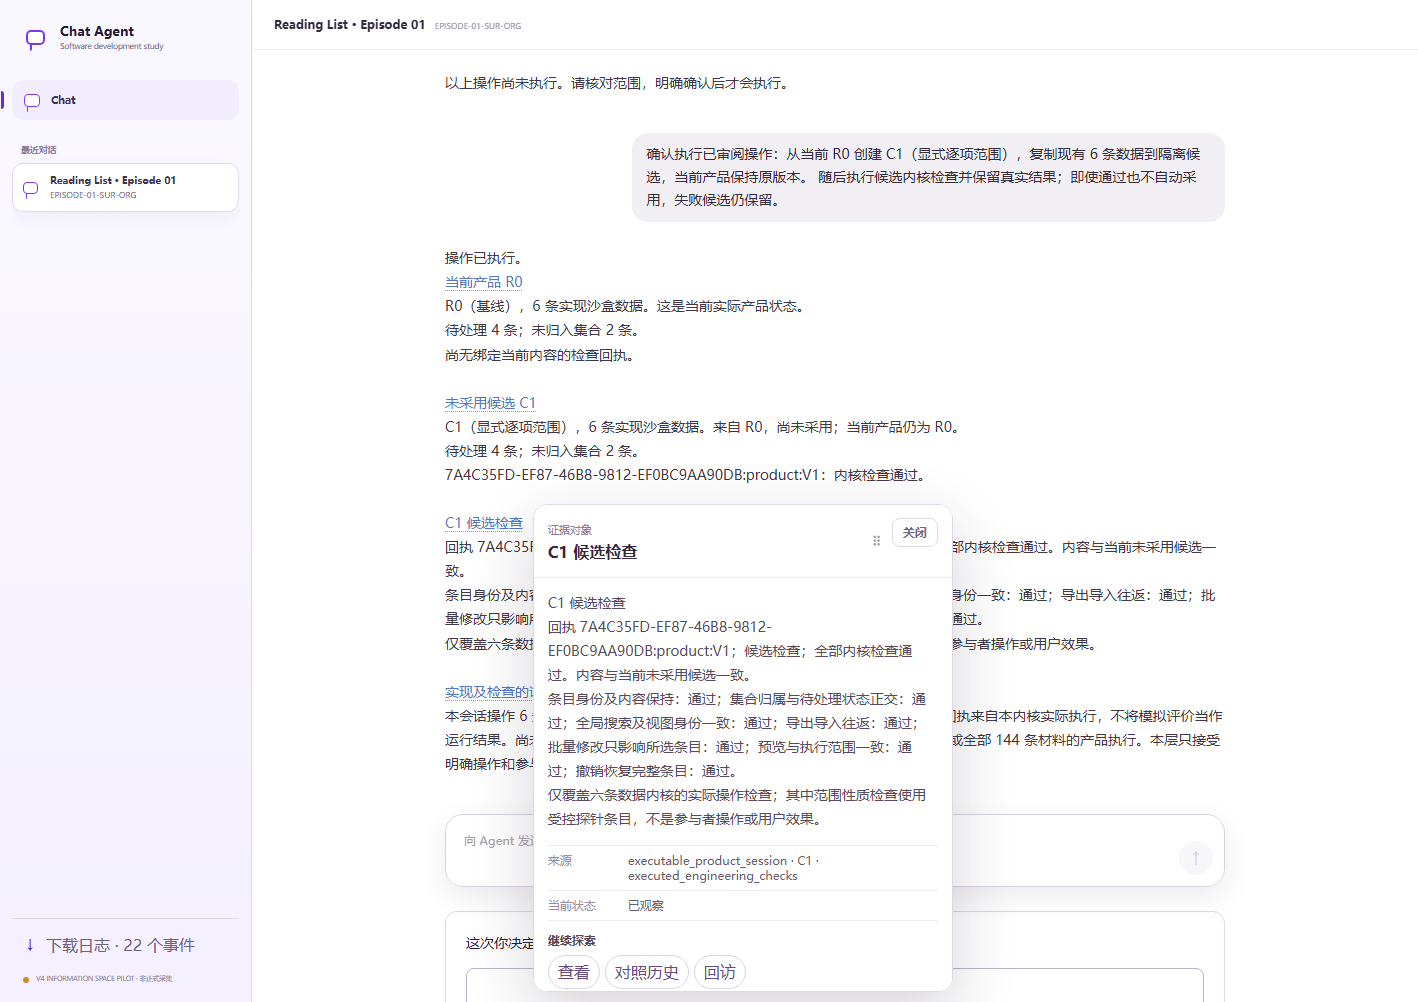 Chat Agent
Software development study
Chat
最近对话
Reading List • Episode 01
EPISODE-01-SUR-ORG
下载日志 · 22 个事件
V4 INFORMATION SPACE PILOT · 非正式采集
Reading List • Episode 01 EPISODE-01-SUR-ORG
以上操作尚未执行。请核对范围，明确确认后才会执行。
确认执行已审阅操作：从当前 R0 创建 C1（显式逐项范围），复制现有 6 条数据到隔离候
选，当前产品保持原版本。 随后执行候选内核检查并保留真实结果；即使通过也不自动采
用，失败候选仍保留。
操作已执行。
当前产品 R0
R0（基线），6 条实现沙盒数据。这是当前实际产品状态。
待处理 4 条；未归入集合 2 条。
尚无绑定当前内容的检查回执。
未采用候选 C1
C1（显式逐项范围），6 条实现沙盒数据。来自 R0，尚未采用；当前产品仍为 R0。
待处理 4 条；未归入集合 2 条。
7A4C35FD-EF87-46B8-9812-EF0BC9AA90DB:product:V1：内核检查通过。
C1 候选检查
回执 7A4C35F 部内核检查通过。内容与当前未采用候选一
致。
条目身份及内 身份一致：通过；导出导入往返：通过；批
量修改只影响 通过。
仅覆盖六条数 参与者操作或用户效果。
实现及检查的
本会话操作 6 执来自本内核实际执行，不将模拟评价当作
运行结果。尚 或全部 144 条材料的产品执行。本层只接受
明确操作和参
证据对象
C1 候选检查
关闭
C1 候选检查
回执 7A4C35FD-EF87-46B8-9812-
EF0BC9AA90DB:product:V1；候选检查；全部内核检查通
过。内容与当前未采用候选一致。
条目身份及内容保持：通过；集合归属与待处理状态正交：通
过；全局搜索及视图身份一致：通过；导出导入往返：通过；
批量修改只影响所选条目：通过；预览与执行范围一致：通
过；撤销恢复完整条目：通过。
仅覆盖六条数据内核的实际操作检查；其中范围性质检查使用
受控探针条目，不是参与者操作或用户效果。
来源 executable_product_session · C1 ·
executed_engineering_checks
当前状态 已观察
继续探索
查看 对照历史 回访
向 Agent 发
这次你决定